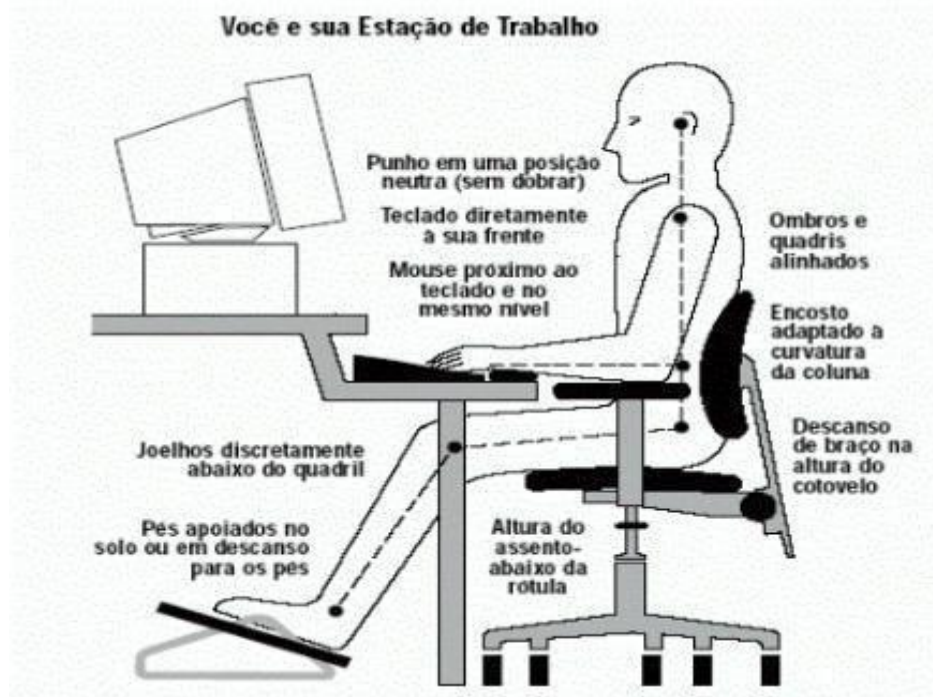 Você e sua Estação de Trabalho
Punho em uma posição
neutra (sem dobrar)
Teclado diretamente
à sua frente
Mouse próximo ao
teclado e no
mesmo nível
Ombros e
quadris
alinhados
Encosto
adaptado à
curvatura
da coluna
Descanso
de braço na
altura do
cotovelo
Joelhos discretamente
abaixo do quadril
Pés apoiados no
solo ou em descanso
para os pés
Altura do
assento-
abaixo da
rótula